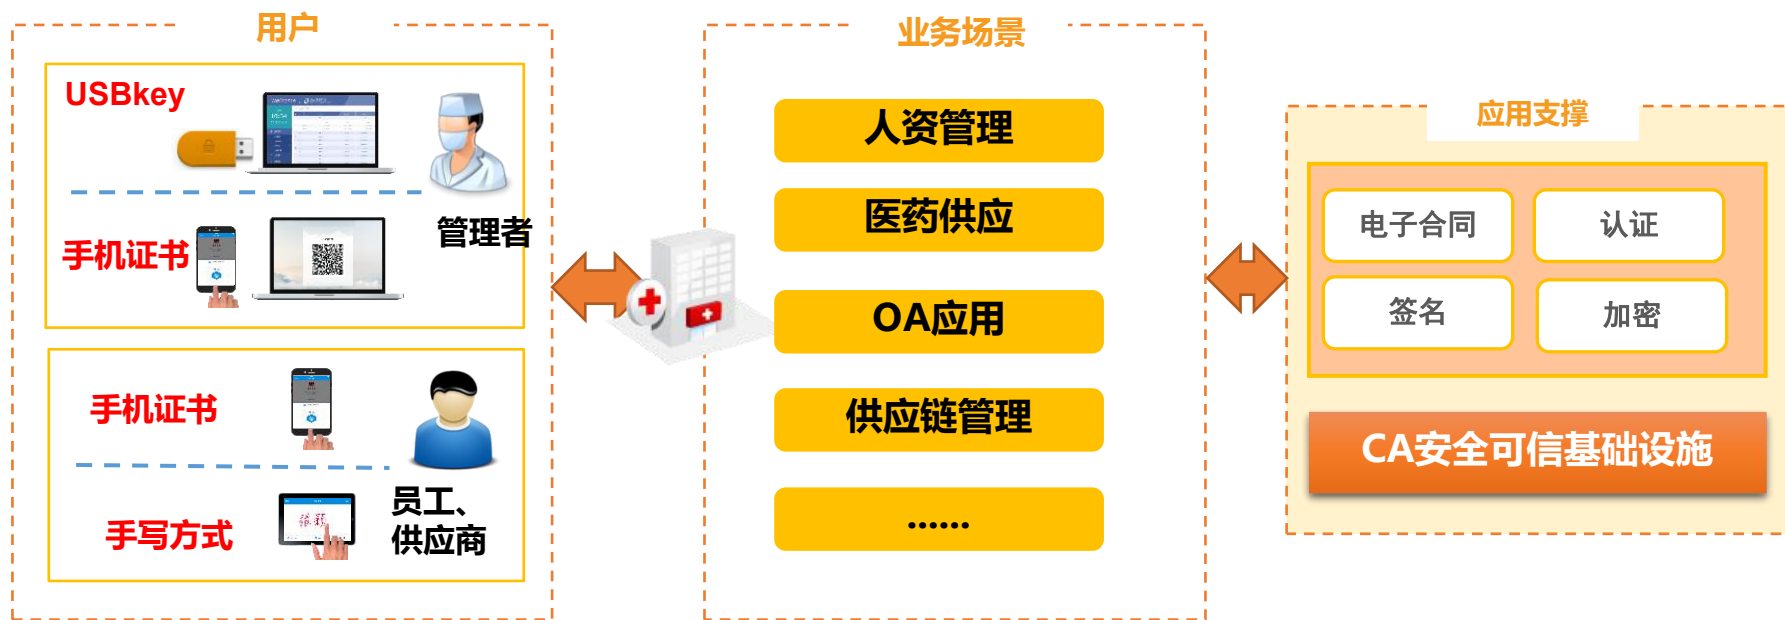 用户
USBkey
管理者
手机证书
手机证书
员工、
供应商
手写方式
业务场景
人资管理
医药供应
OA应用
供应链管理
......
应用支撑
电子合同
认证
签名
加密
CA安全可信基础设施